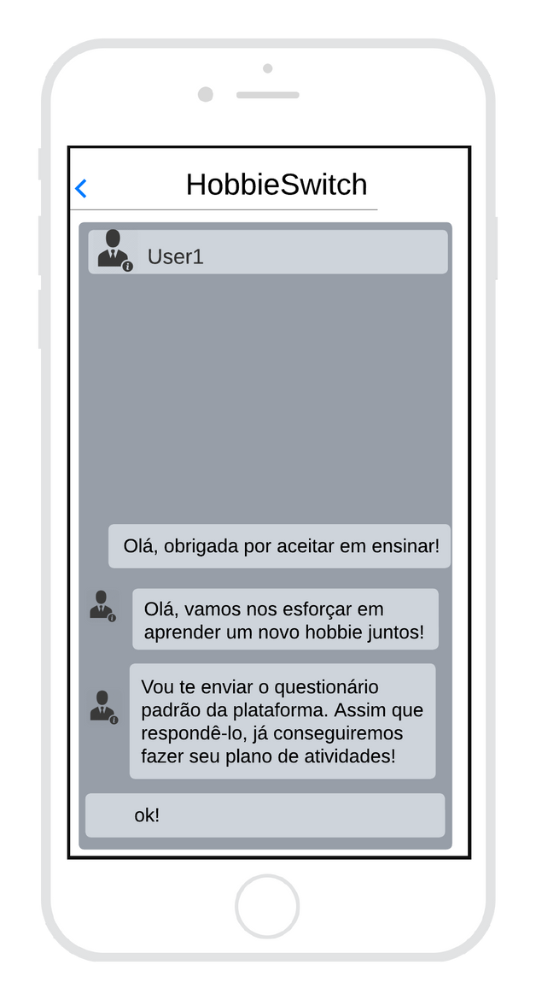 HobbieSwitch
User1
Olá, obrigada por aceitar em ensinar!
Olá, vamos nos esforçar em
aprender um novo hobbie juntos!
Vou te enviar o questionário
padrão da plataforma. Assim que
respondê-lo, já conseguiremos
fazer seu plano de atividades!
ok!